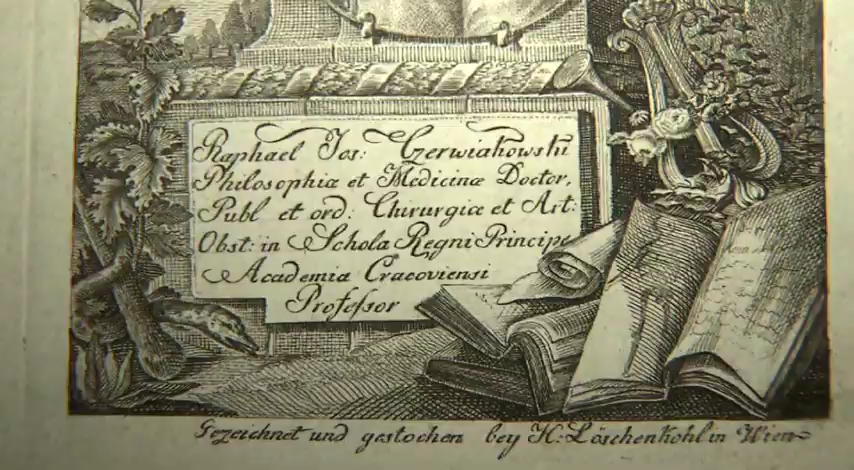 Raphael Jos: Czerwiakowski
Philosophiæ et Medicinæ Doctor,
Publ et ord: Chirurgiæ et Art:
Obst: in Schola Regni Principe
Academia Cracoviensi
Profeſsor
Gezeichnet und gestochen bey H: Löschenkohl in Wien